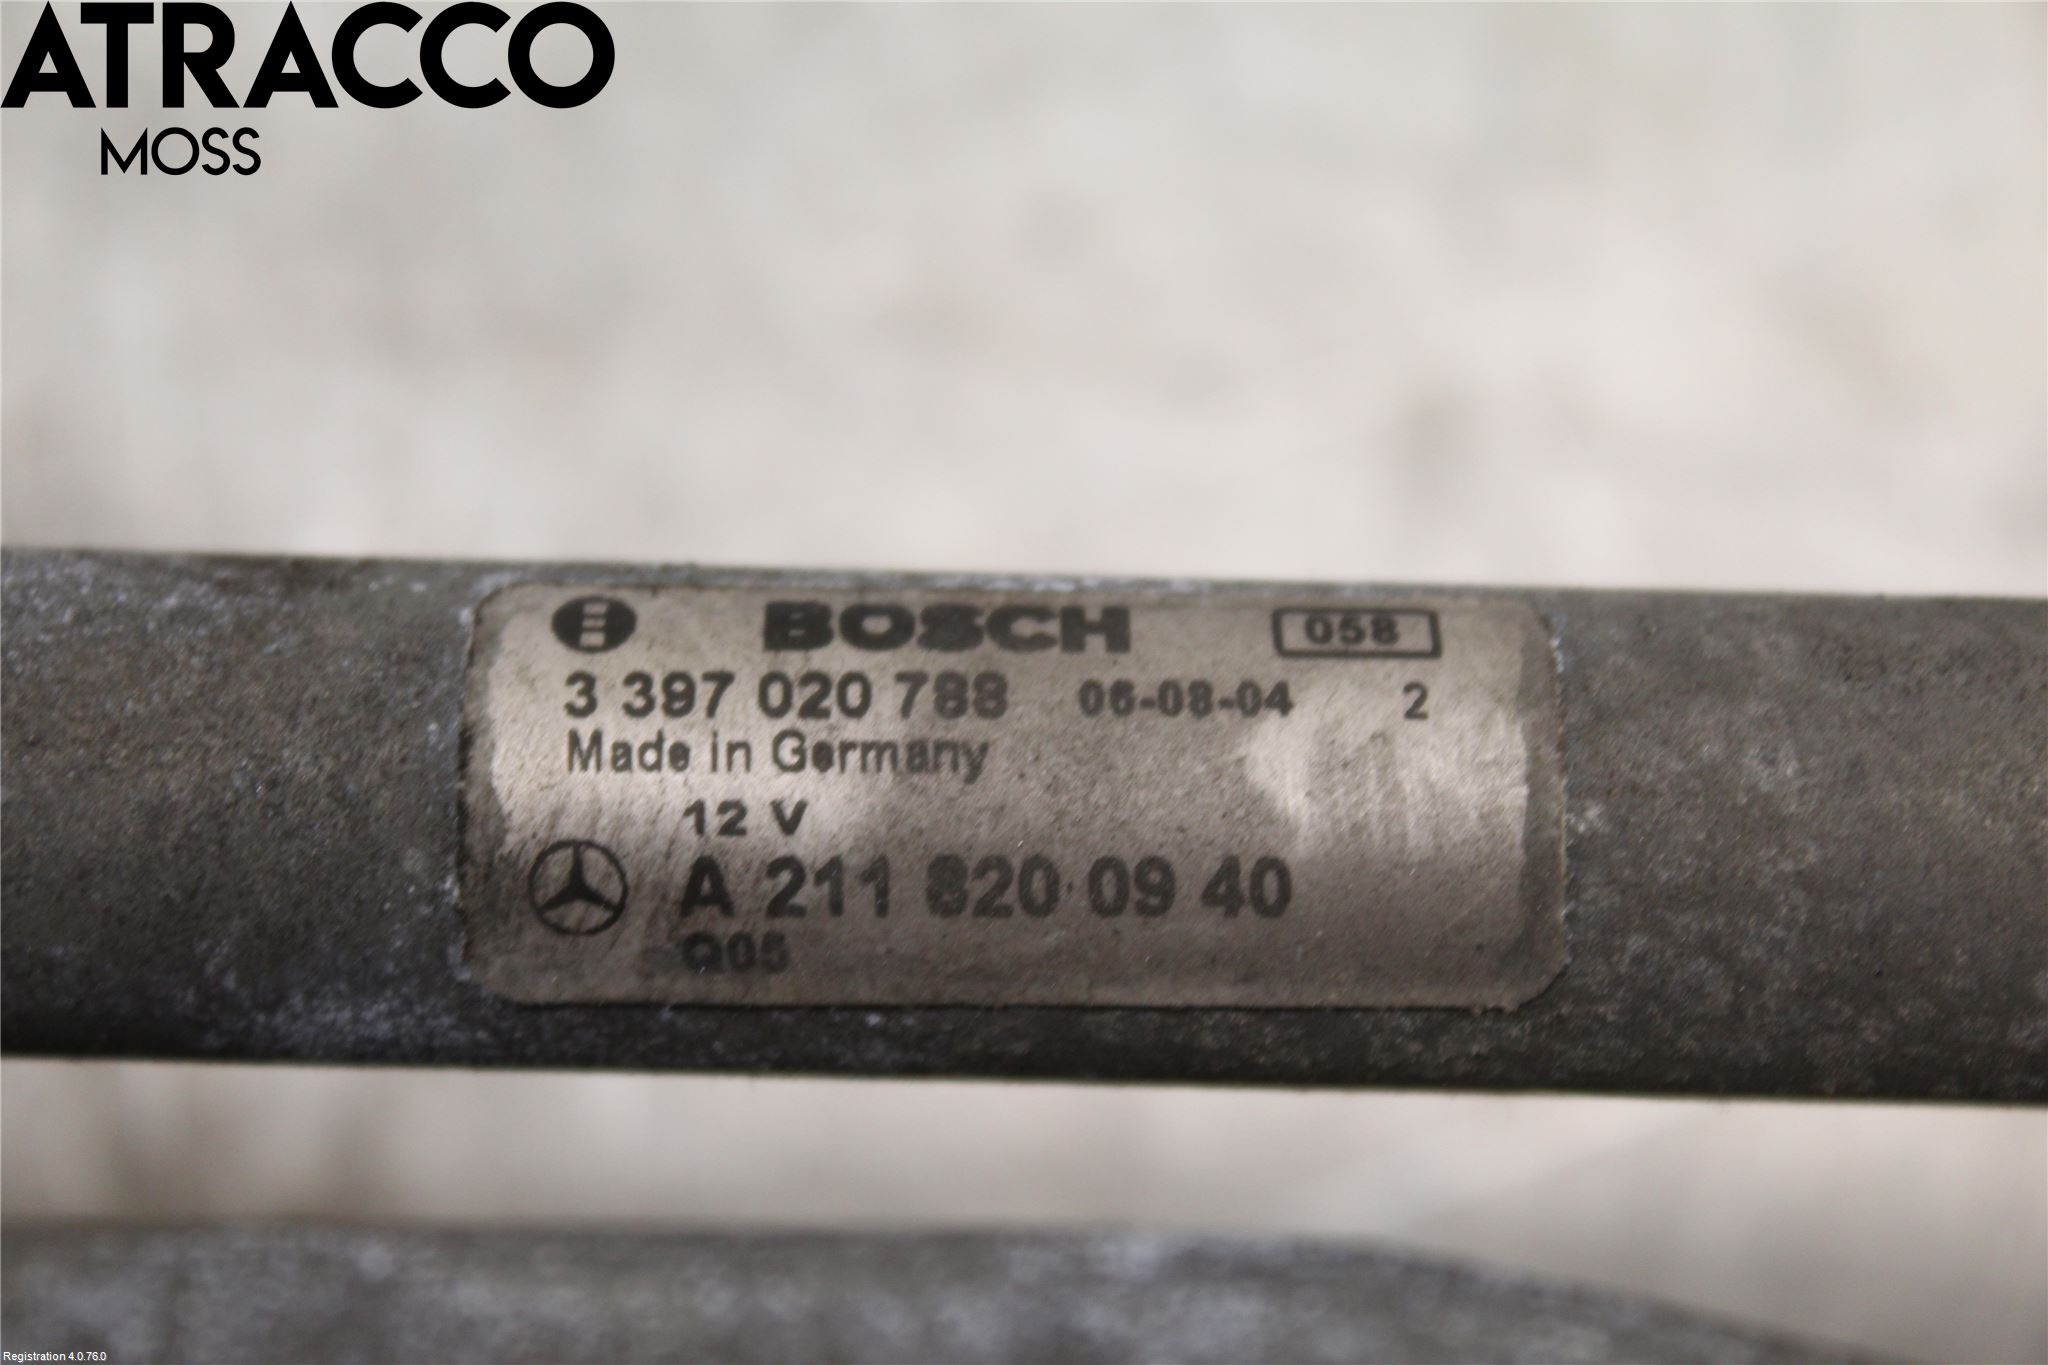 ATRACCO
MOSS
BOSCH 058
3 397 020 788 06-08-04 2
Made in Germany
12 V
A 211 820 09 40
Q05
Registration 4.0.76.0